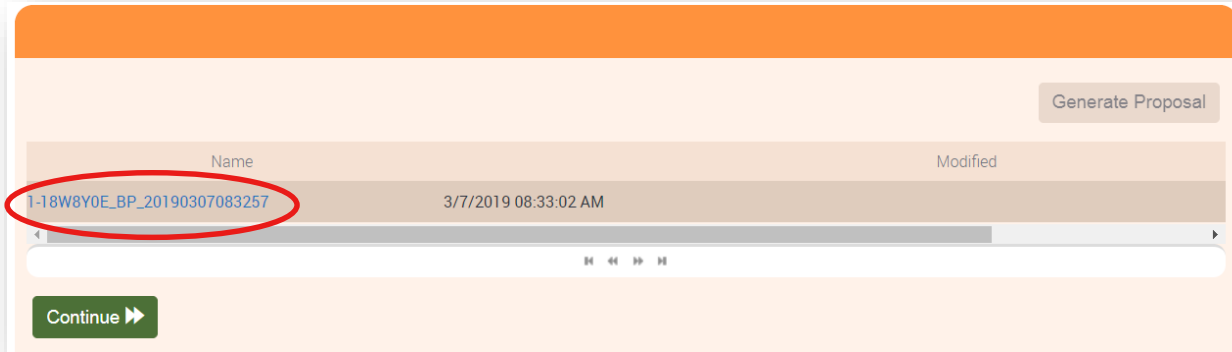 Generate Proposal
Name Modified
1-18W8Y0E_BP_20190307083257 3/7/2019 08:33:02 AM
Continue